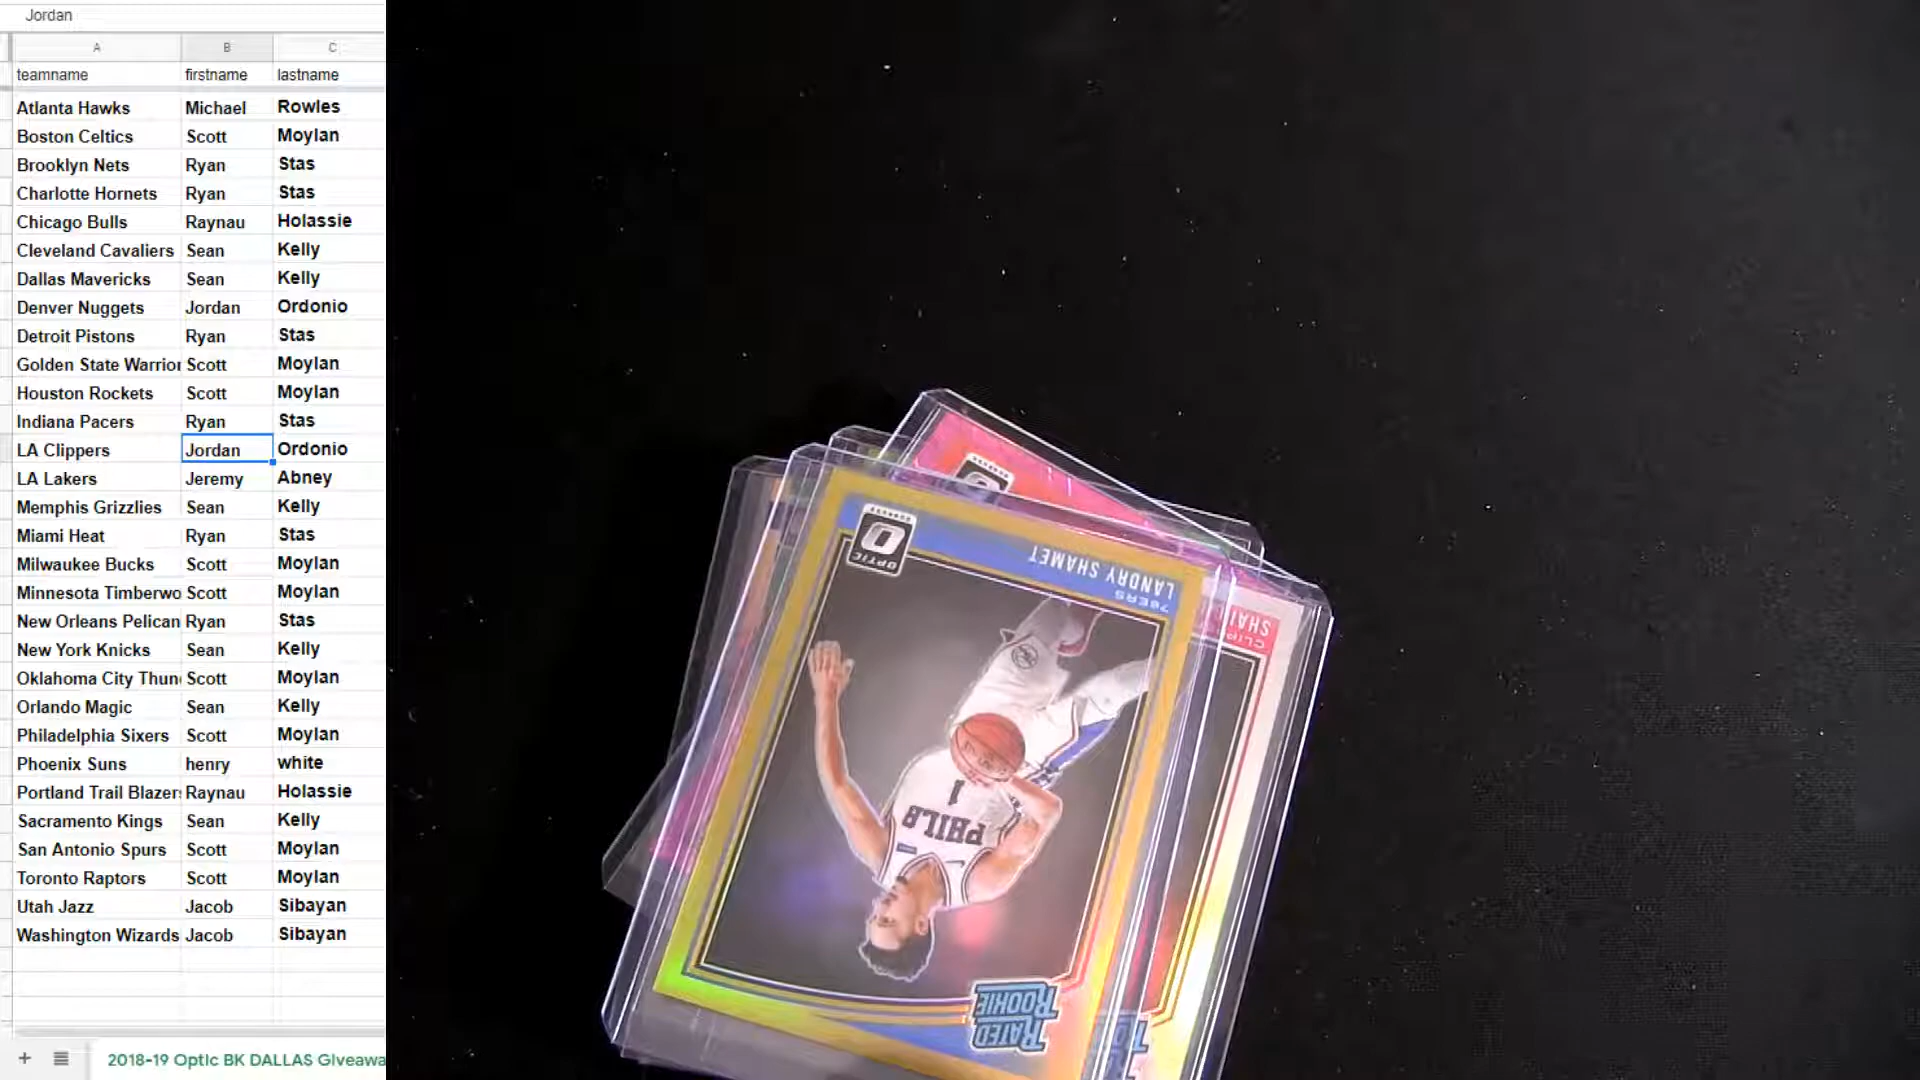 Jordan
A B C
teamname firstname lastname
Atlanta Hawks Michael Rowles
Boston Celtics Scott Moylan
Brooklyn Nets Ryan Stas
Charlotte Hornets Ryan Stas
Chicago Bulls Raynau Holassie
Cleveland Cavaliers Sean Kelly
Dallas Mavericks Sean Kelly
Denver Nuggets Jordan Ordonio
Detroit Pistons Ryan Stas
Golden State Warrior Scott Moylan
Houston Rockets Scott Moylan
Indiana Pacers Ryan Stas
LA Clippers Jordan Ordonio
LA Lakers Jeremy Abney
Memphis Grizzlies Sean Kelly
Miami Heat Ryan Stas
Milwaukee Bucks Scott Moylan
Minnesota Timberwo Scott Moylan
New Orleans Pelican Ryan Stas
New York Knicks Sean Kelly
Oklahoma City Thun Scott Moylan
Orlando Magic Sean Kelly
Philadelphia Sixers Scott Moylan
Phoenix Suns henry white
Portland Trail Blazers Raynau Holassie
Sacramento Kings Sean Kelly
San Antonio Spurs Scott Moylan
Toronto Raptors Scott Moylan
Utah Jazz Jacob Sibayan
Washington Wizards Jacob Sibayan
2018-19 Optic BK DALLAS Giveawa
OPTIC
76ERS
LANDRY SHAMET
PHILA
1
RATED
ROOKIE
CLIP
SHAI